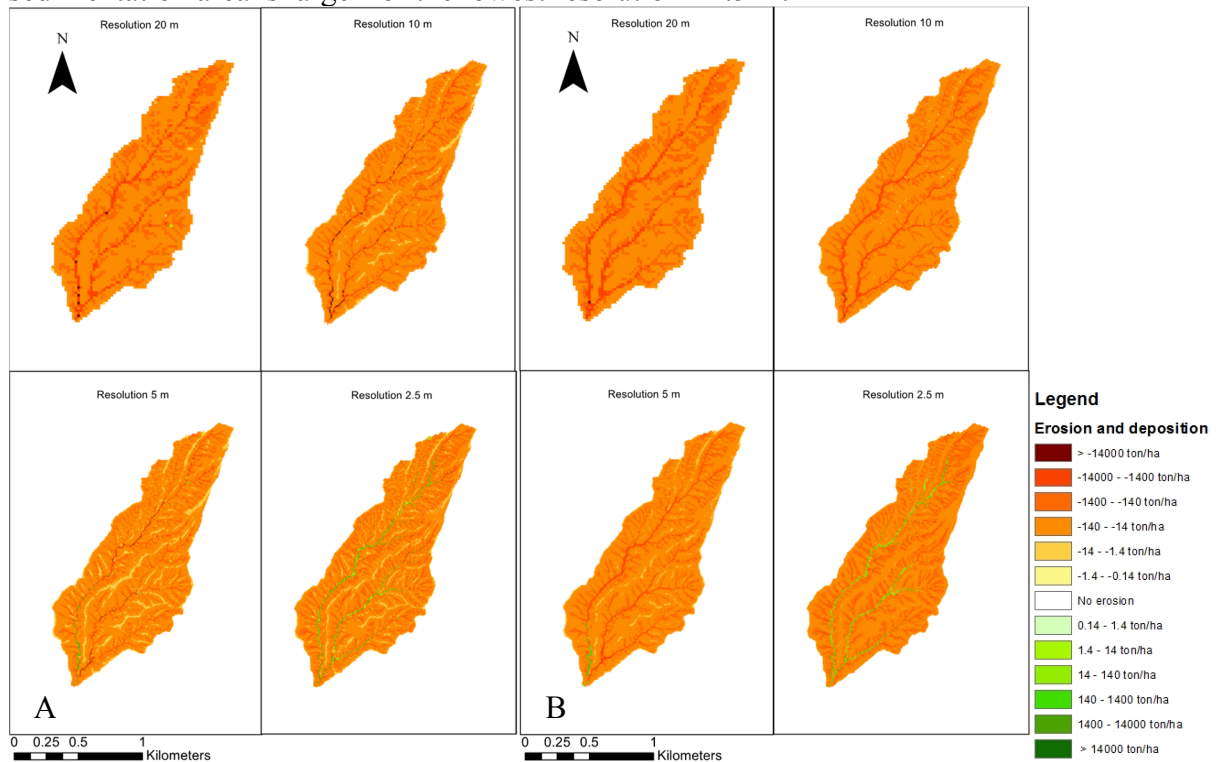 Resolution 20 m
Resolution 10 m
Resolution 20 m
Resolution 10 m
N
N
Resolution 5 m
Resolution 2.5 m
Resolution 5 m
Resolution 2.5 m
A
B
0 0.25 0.5 1
Kilometers
0 0.25 0.5 1
Kilometers
Legend
Erosion and deposition
> -14000 ton/ha
-14000 - -1400 ton/ha
-1400 - -140 ton/ha
-140 - -14 ton/ha
-14 - -1.4 ton/ha
-1.4 - -0.14 ton/ha
No erosion
0.14 - 1.4 ton/ha
1.4 - 14 ton/ha
14 - 140 ton/ha
140 - 1400 ton/ha
1400 - 14000 ton/ha
> 14000 ton/ha